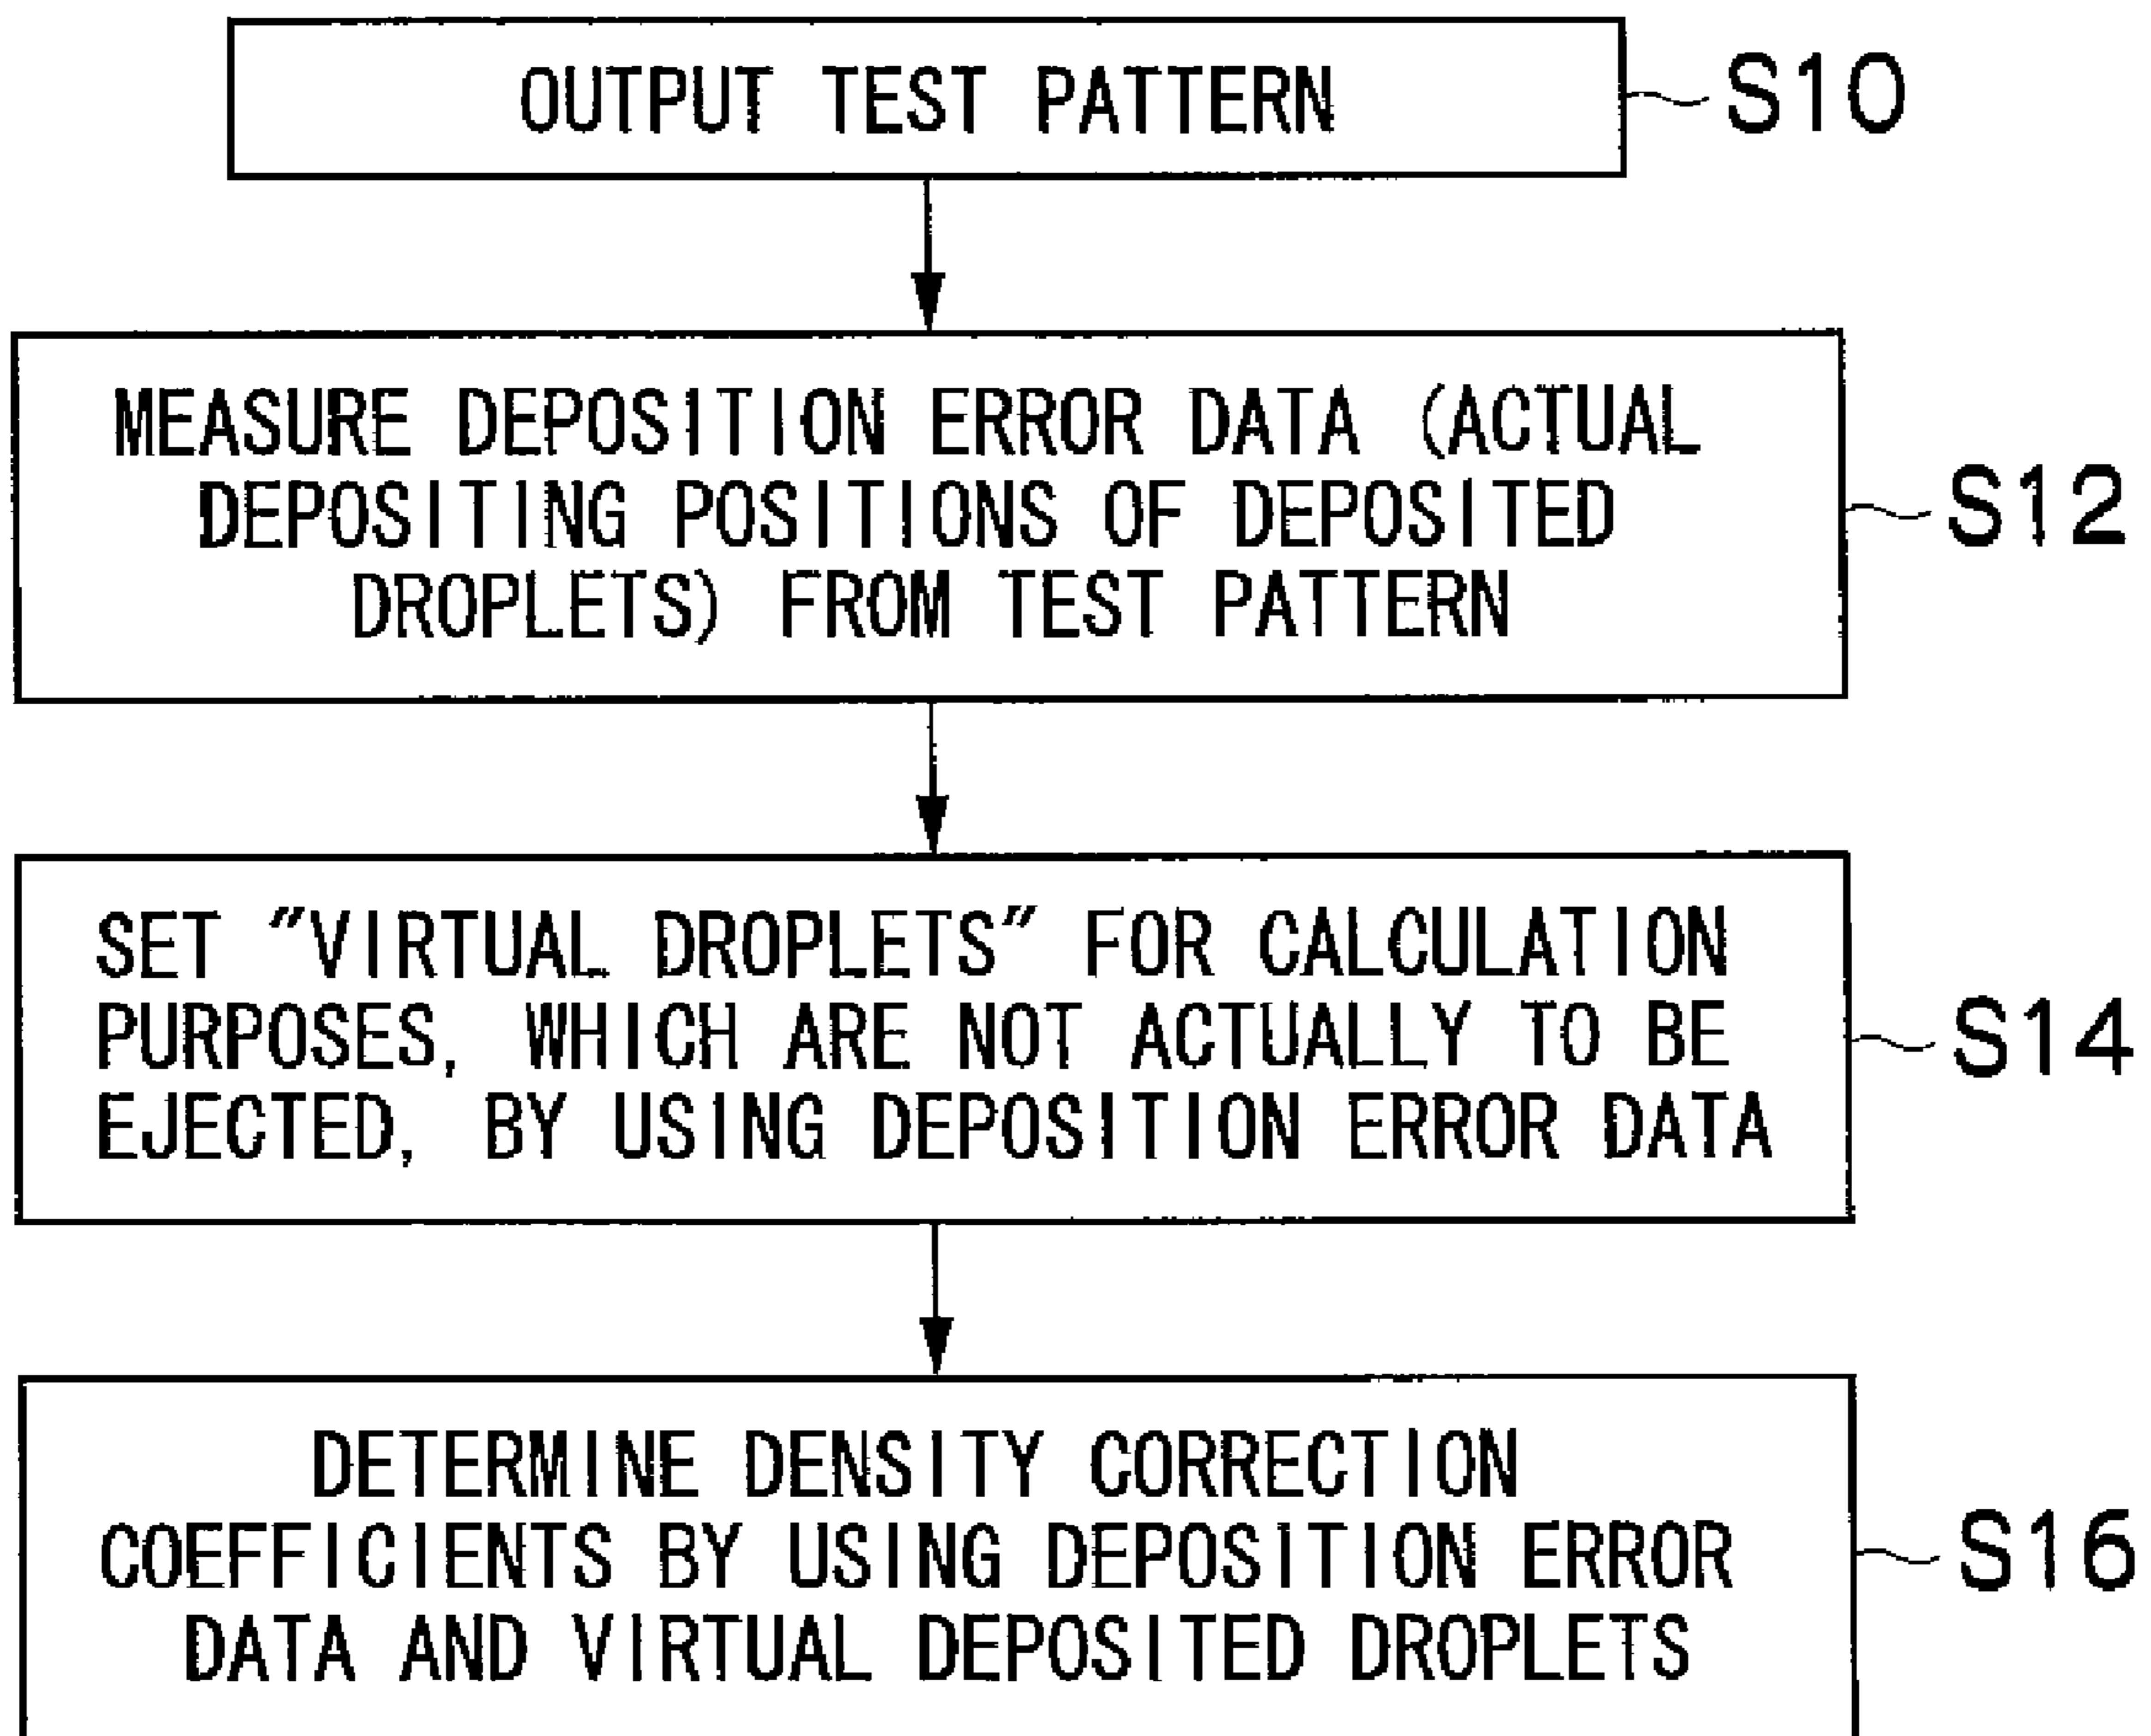 OUTPUT TEST PATTERN
S10
MEASURE DEPOSITION ERROR DATA (ACTUAL
DEPOSITING POSITIONS OF DEPOSITED
DROPLETS) FROM TEST PATTERN
S12
SET "VIRTUAL DROPLETS" FOR CALCULATION
PURPOSES, WHICH ARE NOT ACTUALLY TO BE
EJECTED, BY USING DEPOSITION ERROR DATA
S14
DETERMINE DENSITY CORRECTION
COEFFICIENTS BY USING DEPOSITION ERROR
DATA AND VIRTUAL DEPOSITED DROPLETS
S16